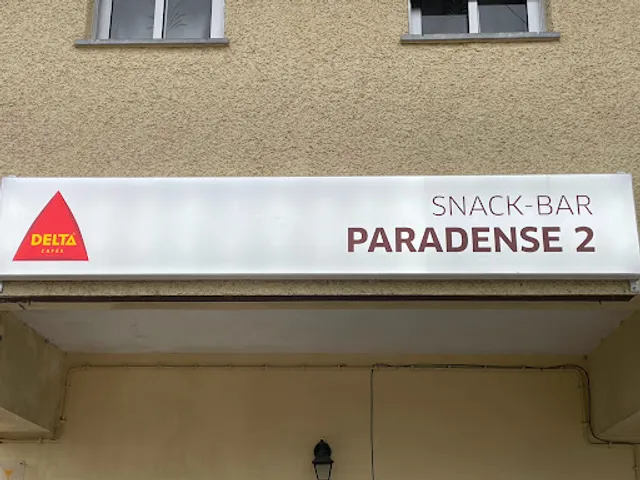 DELTA
CAFÉS
SNACK-BAR
PARADENSE 2